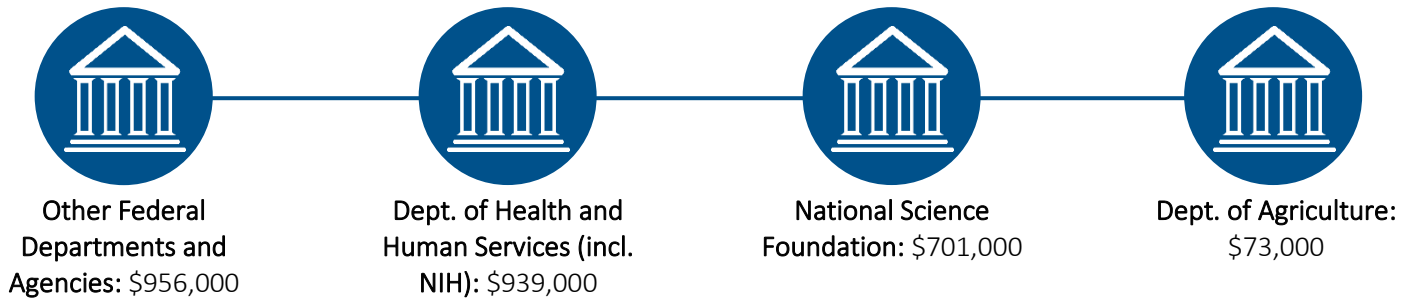 Other Federal
Departments and
Agencies: $956,000
Dept. of Health and
Human Services (incl.
NIH): $939,000
National Science
Foundation: $701,000
Dept. of Agriculture:
$73,000